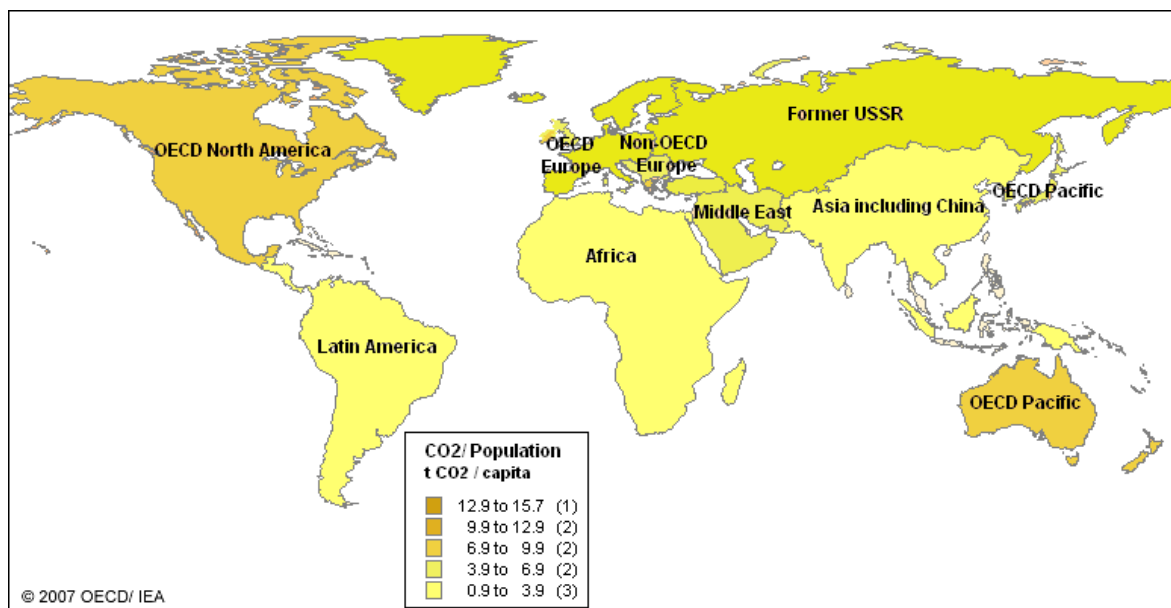 Former USSR
OECD North America
OECD
Europe
Non-OECD
Europe
OECD Pacific
Middle East
Asia including China
Africa
Latin America
OECD Pacific
CO2/ Population
t CO2 / capita
12.9 to 15.7 (1)
9.9 to 12.9 (2)
6.9 to 9.9 (2)
3.9 to 6.9 (2)
0.9 to 3.9 (3)
© 2007 OECD/ IEA